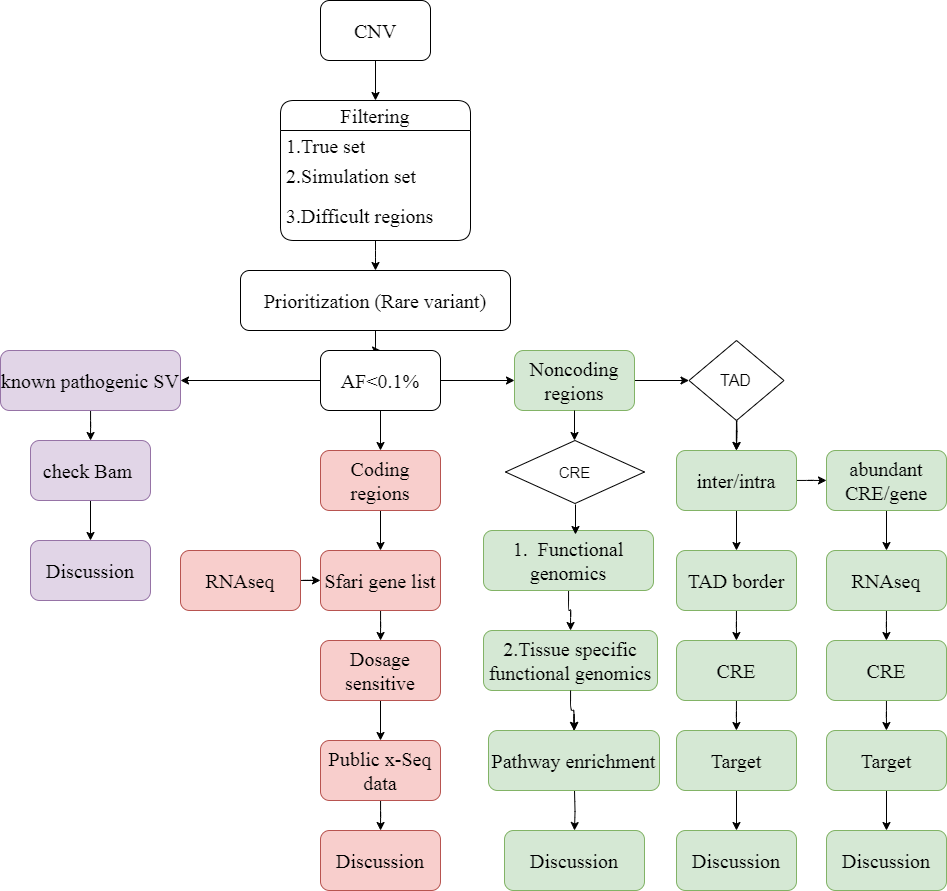 CNV
Filtering
1.True set
2.Simulation set
3.Difficult regions
Prioritization (Rare variant)
known pathogenic SV
AF<0.1%
Noncoding
regions
TAD
check Bam
Coding
regions
CRE
inter/intra
abundant
CRE/gene
Discussion
RNAseq
Sfari gene list
1. Functional
genomics
TAD border
RNAseq
Dosage
sensitive
2.Tissue specific
functional genomics
CRE
CRE
Public x-Seq
data
Pathway enrichment
Target
Target
Discussion
Discussion
Discussion
Discussion